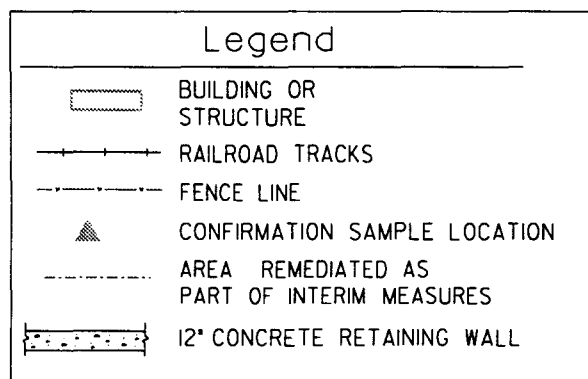 Legend
BUILDING OR
STRUCTURE
RAILROAD TRACKS
FENCE LINE
CONFIRMATION SAMPLE LOCATION
AREA REMEDIATED AS
PART OF INTERIM MEASURES
12" CONCRETE RETAINING WALL